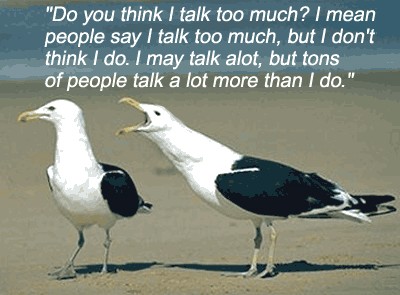 "Do you think I talk too much? I mean
people say I talk too much, but I don't
think I do. I may talk alot, but tons
of people talk a lot more than I do."